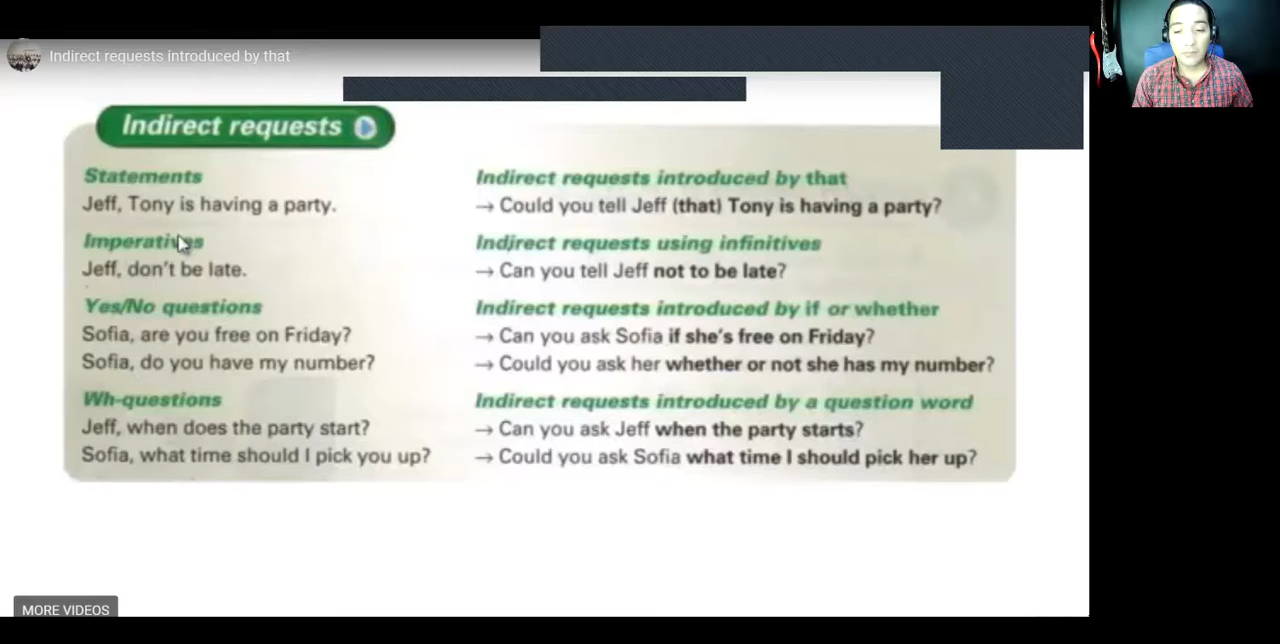 Indirect requests introduced by that
Indirect requests
Statements
Jeff, Tony is having a party.
Indirect requests introduced by that
→ Could you tell Jeff (that) Tony is having a party?
Imperatives
Jeff, don't be late.
Indirect requests using infinitives
→ Can you tell Jeff not to be late?
Yes/No questions
Sofia, are you free on Friday?
Sofia, do you have my number?
Indirect requests introduced by if or whether
→ Can you ask Sofia if she's free on Friday?
→ Could you ask her whether or not she has my number?
Wh-questions
Jeff, when does the party start?
Sofia, what time should I pick you up?
Indirect requests introduced by a question word
→ Can you ask Jeff when the party starts?
→ Could you ask Sofia what time I should pick her up?
MORE VIDEOS